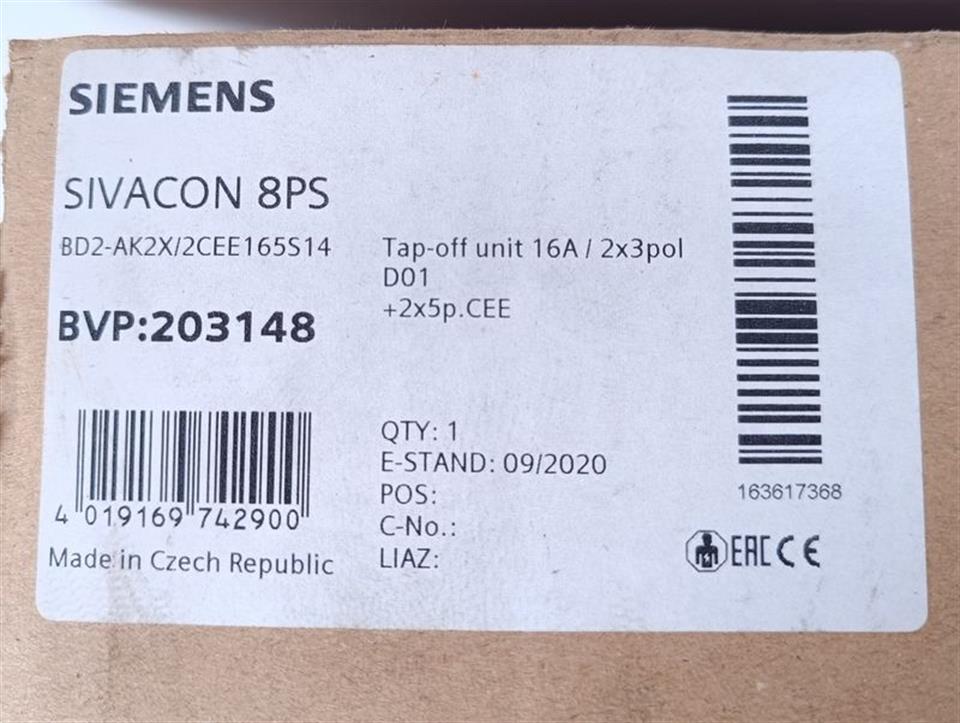 SIEMENS
SIVACON 8PS
BD2-AK2X/2CEE165S14
Tap-off unit 16A / 2x3pol
D01
+2x5p.CEE
BVP:203148
4 019169 742900
Made in Czech Republic
QTY: 1
E-STAND: 09/2020
POS:
C-No.:
LIAZ:
163617368
EAC CE